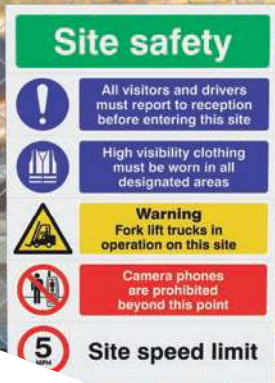 Site safety
All visitors and drivers
must report to reception
before entering this site
High visibility clothing
must be worn in all
designated areas
Warning
Fork lift trucks in
operation on this site
Camera phones
are prohibited
beyond this point
5
MPH
Site speed limit